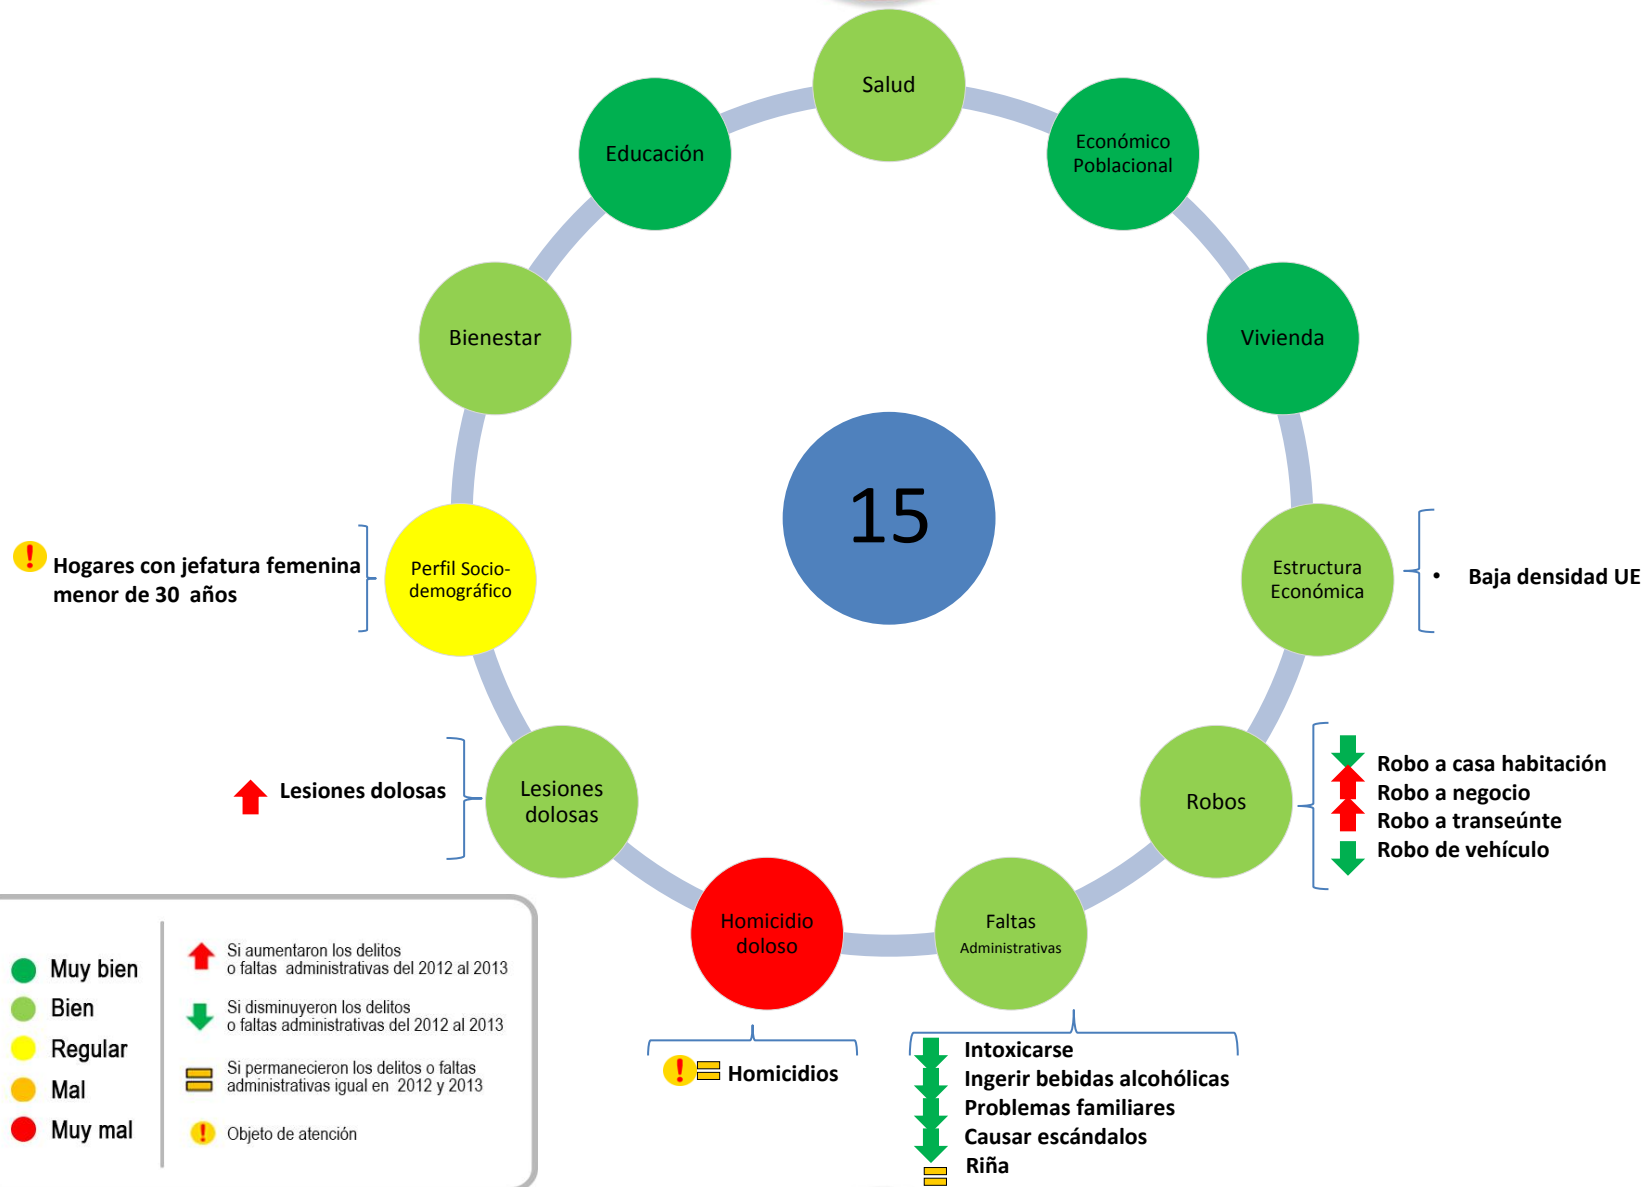 Salud
Educación
Económico
Poblacional
Bienestar
Vivienda
15
Hogares con jefatura femenina
menor de 30 años
Perfil Socio-
demográfico
Estructura
Económica
• Baja densidad UE
Lesiones dolosas
Lesiones
dolosas
Robos
Robo a casa habitación
Robo a negocio
Robo a transeúnte
Robo de vehículo
Homicidio
doloso
Faltas
Administrativas
Homicidios
Intoxicarse
Ingerir bebidas alcohólicas
Problemas familiares
Causar escándalos
Riña
Muy bien
Bien
Regular
Mal
Muy mal
Si aumentaron los delitos
o faltas administrativas del 2012 al 2013
Si disminuyeron los delitos
o faltas administrativas del 2012 al 2013
Si permanecieron los delitos o faltas
administrativas igual en 2012 y 2013
Objeto de atención